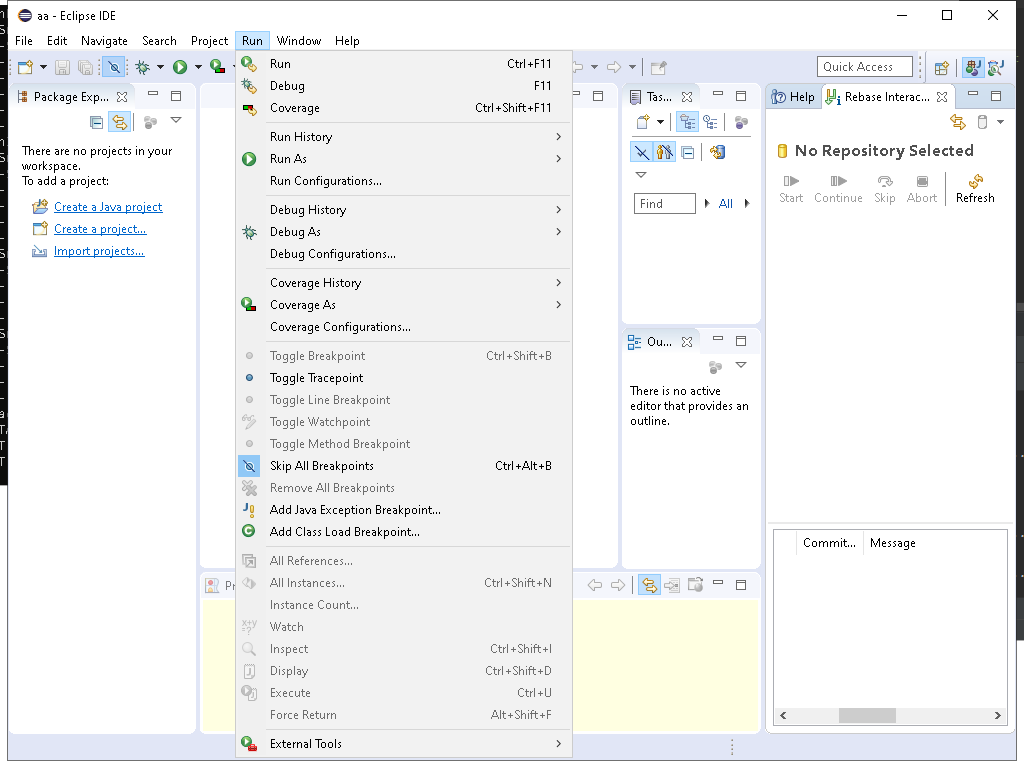 aa - Eclipse IDE
File Edit Navigate Search Project Run Window Help
Quick Access
Package Exp...
There are no projects in your
workspace.
To add a project:
Create a Java project
Create a project...
Import projects...
Run Ctrl+F11
Debug F11
Coverage Ctrl+Shift+F11
Run History
Run As
Run Configurations...
Debug History
Debug As
Debug Configurations...
Coverage History
Coverage As
Coverage Configurations...
Toggle Breakpoint Ctrl+Shift+B
Toggle Tracepoint
Toggle Line Breakpoint
Toggle Watchpoint
Toggle Method Breakpoint
Skip All Breakpoints Ctrl+Alt+B
Remove All Breakpoints
Add Java Exception Breakpoint...
Add Class Load Breakpoint...
All References...
All Instances... Ctrl+Shift+N
Instance Count...
Watch
Inspect Ctrl+Shift+I
Display Ctrl+Shift+D
Execute Ctrl+U
Force Return Alt+Shift+F
External Tools
Pr
Tas...
Find
All
Ou...
There is no active
editor that provides an
outline.
Help
Rebase Interac...
No Repository Selected
Start Continue Skip Abort Refresh
Commit... Message